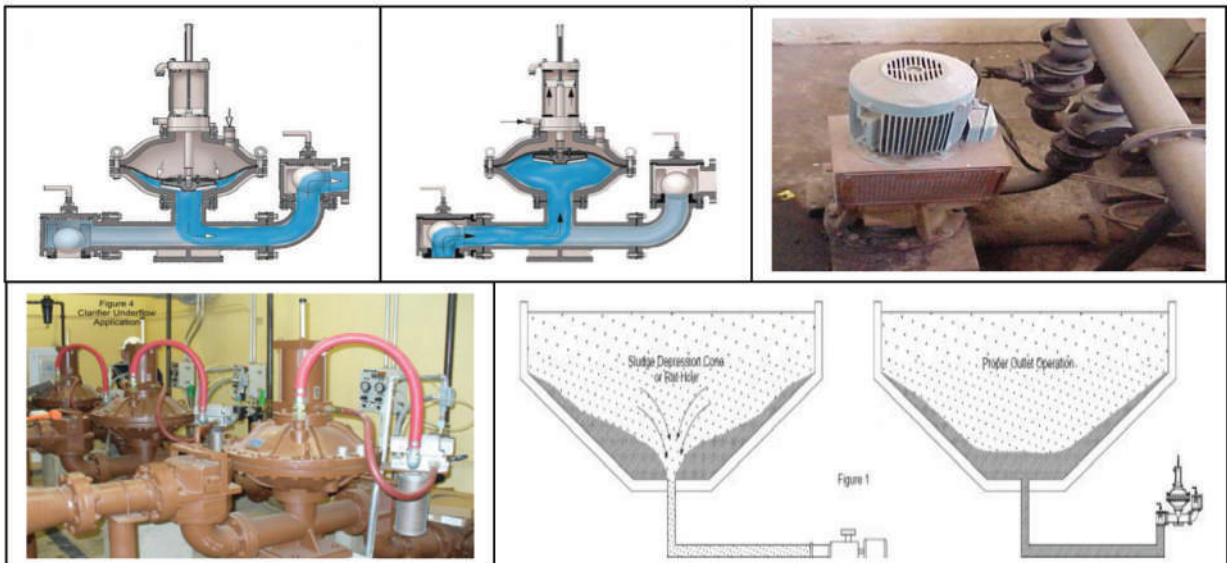 Figure 4
Clarifier Underflow
Application
Sludge Depression Cone
or Rat Hole
Proper Outlet Operation
Figure 1